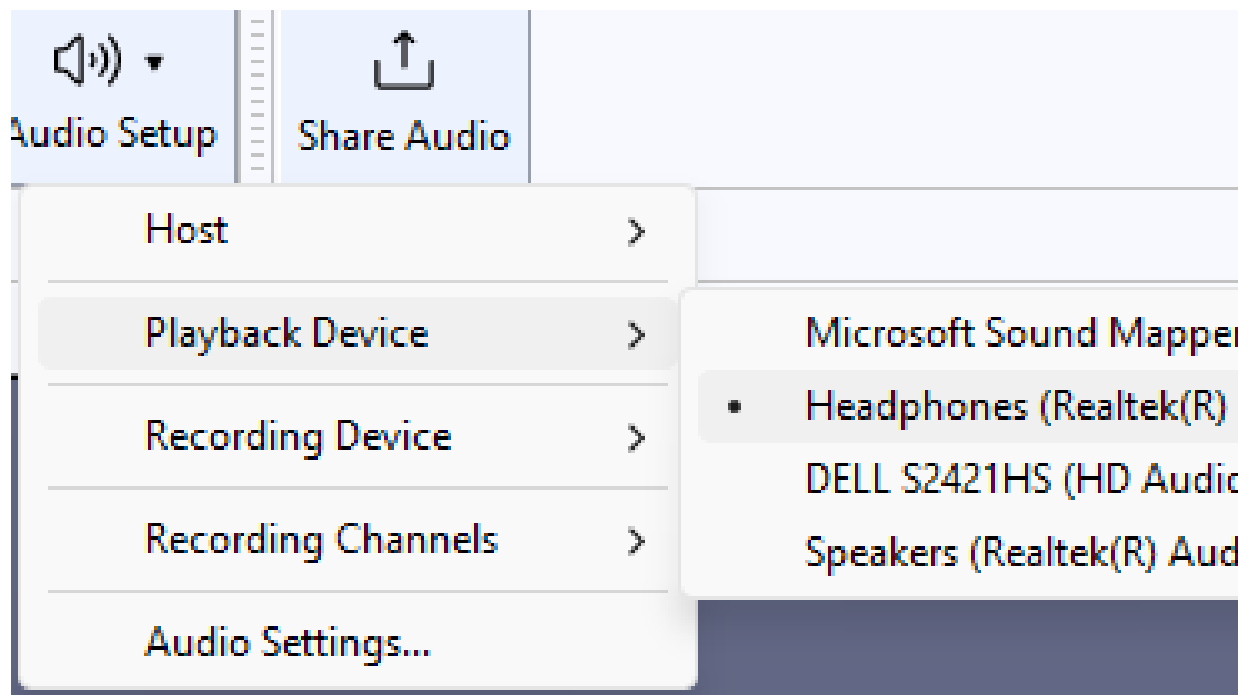 Audio Setup
Share Audio
Host
Playback Device
Recording Device
Recording Channels
Audio Settings...
Microsoft Sound Mapper
Headphones (Realtek(R)
DELL S2421HS (HD Audio
Speakers (Realtek(R) Aud